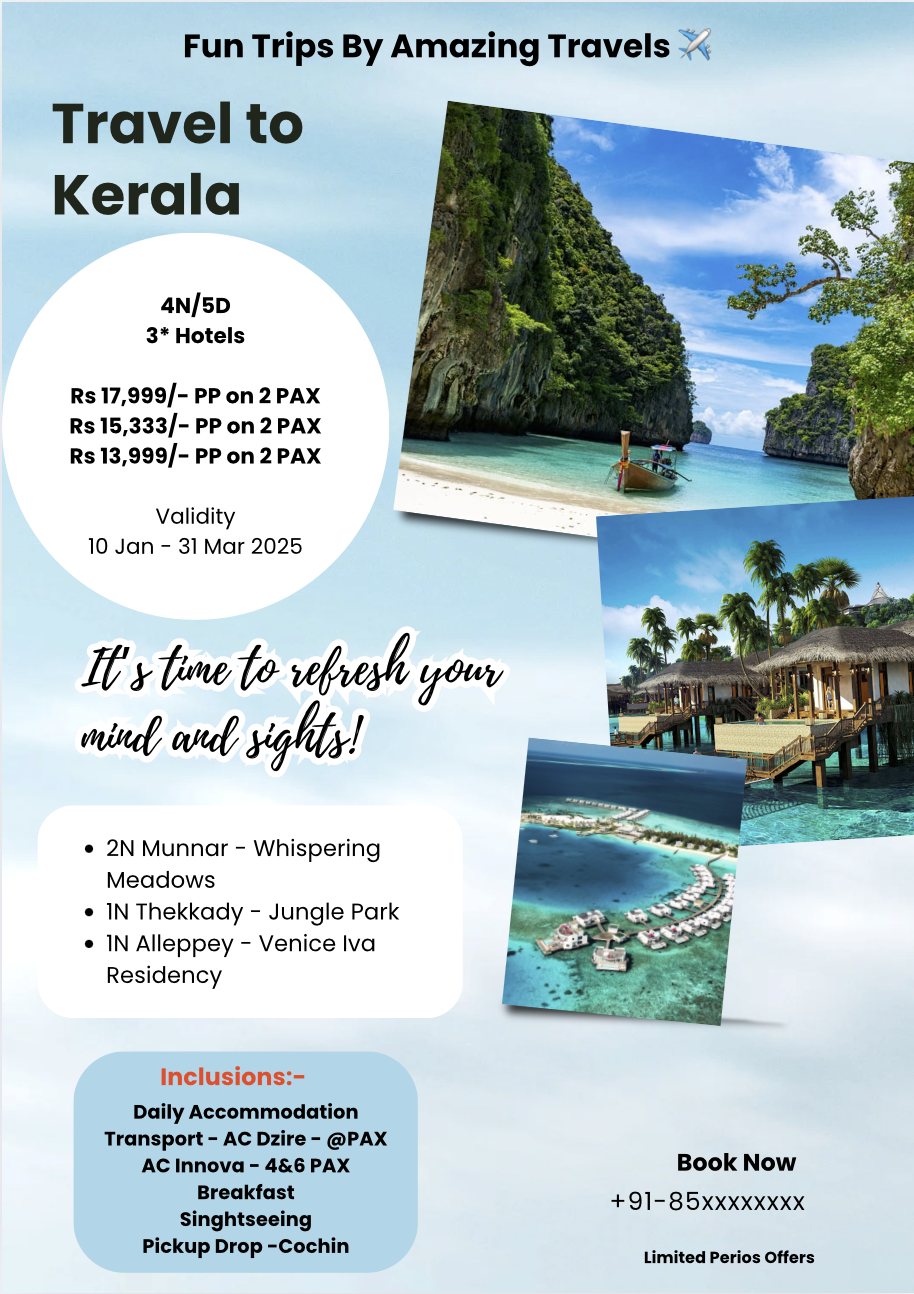 Fun Trips By Amazing Travels ✈️
Travel to
Kerala
4N/5D
3* Hotels
Rs 17,999/- PP on 2 PAX
Rs 15,333/- PP on 2 PAX
Rs 13,999/- PP on 2 PAX
Validity
10 Jan - 31 Mar 2025
It's time to refresh your
mind and sights!
• 2N Munnar - Whispering
Meadows
• 1N Thekkady - Jungle Park
• 1N Alleppey - Venice Iva
Residency
Inclusions:-
Daily Accommodation
Transport - AC Dzire - @PAX
AC Innova - 4&6 PAX
Breakfast
Singhtseeing
Pickup Drop -Cochin
Book Now
+91-85xxxxxxxx
Limited Perios Offers